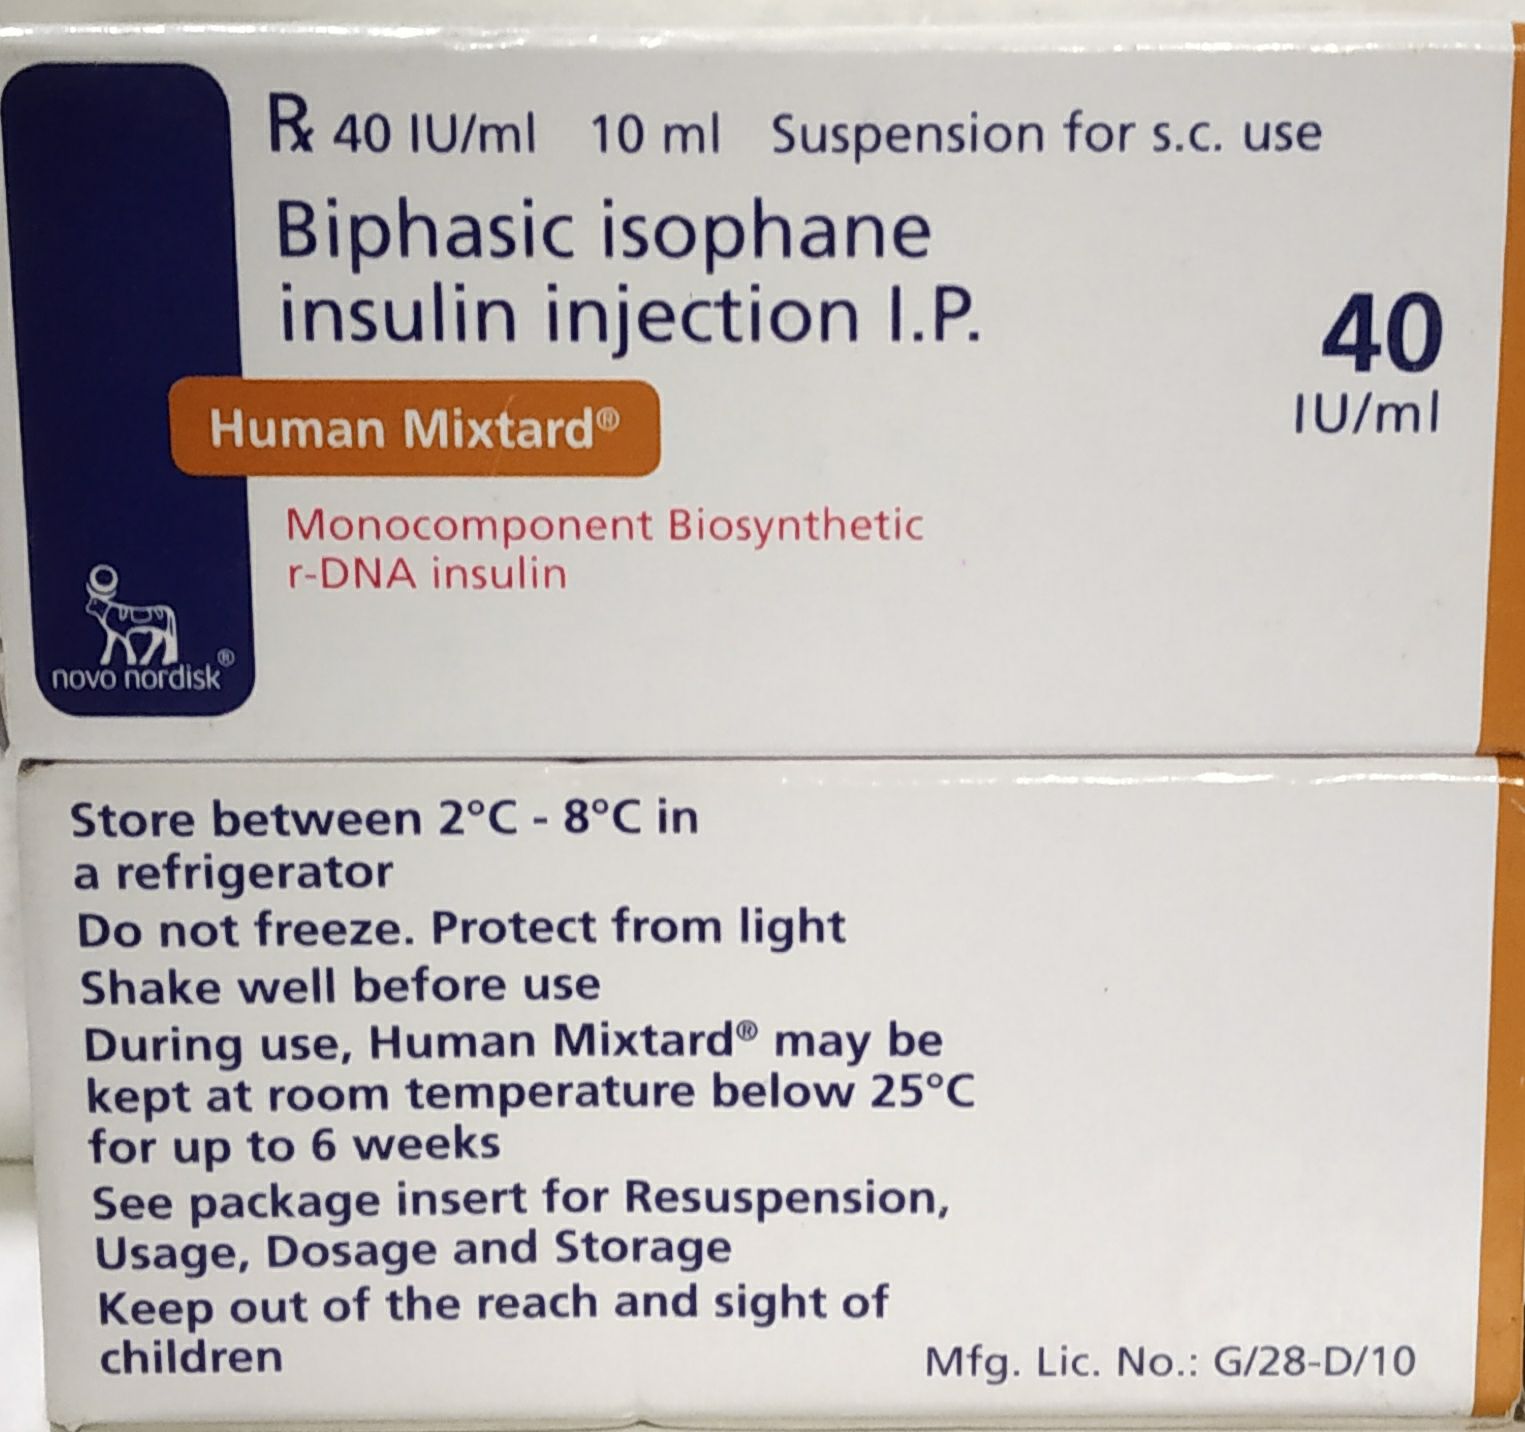 ℞ 40 IU/ml 10 ml Suspension for s.c. use
Biphasic isophane
insulin injection I.P.
40
IU/ml
Human Mixtard®
Monocomponent Biosynthetic
r-DNA insulin
novo nordisk®
Store between 2°C - 8°C in
a refrigerator
Do not freeze. Protect from light
Shake well before use
During use, Human Mixtard® may be
kept at room temperature below 25°C
for up to 6 weeks
See package insert for Resuspension,
Usage, Dosage and Storage
Keep out of the reach and sight of
children
Mfg. Lic. No.: G/28-D/10